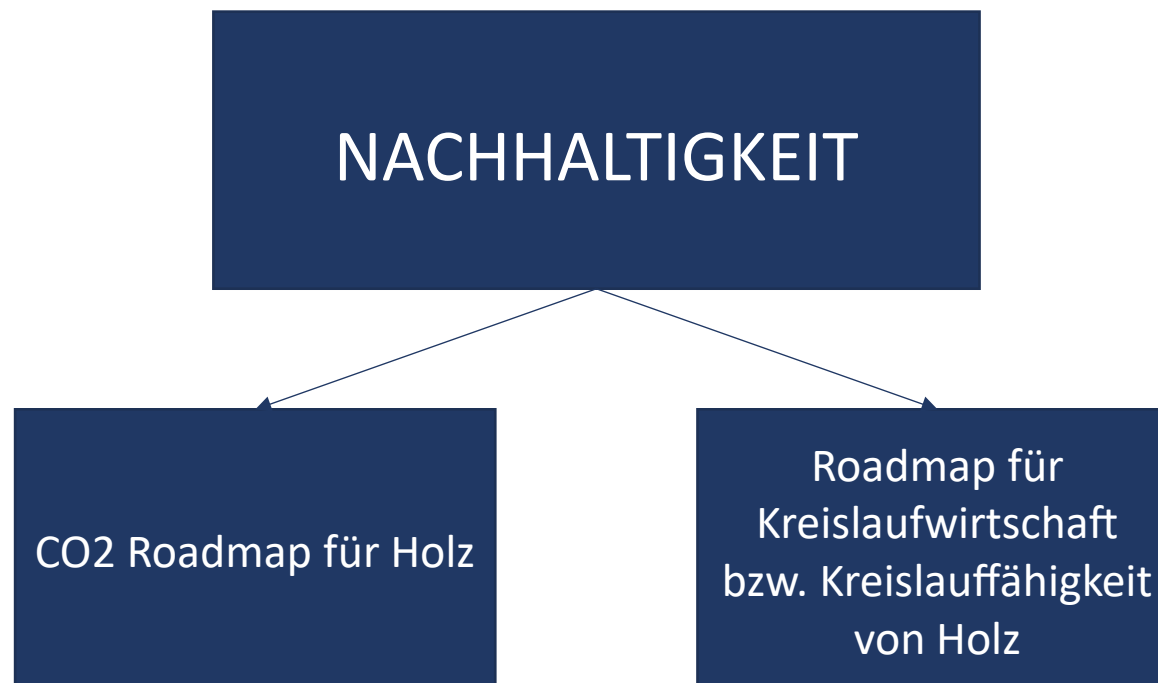 NACHHALTIGKEIT
CO2 Roadmap für Holz
Roadmap für
Kreislaufwirtschaft
bzw. Kreislauffähigkeit
von Holz